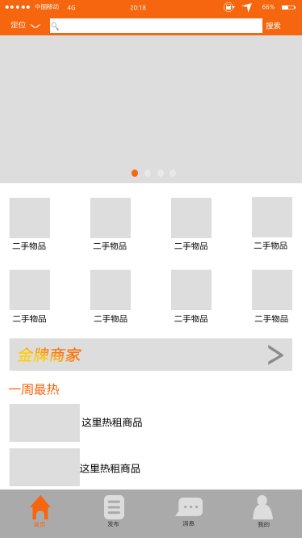 中国移动 4G 20:18 66%
定位 搜索
二手物品 二手物品 二手物品 二手物品
二手物品 二手物品 二手物品 二手物品
金牌商家
一周最热
这里热租商品
这里热租商品
首页 发布 消息 我的